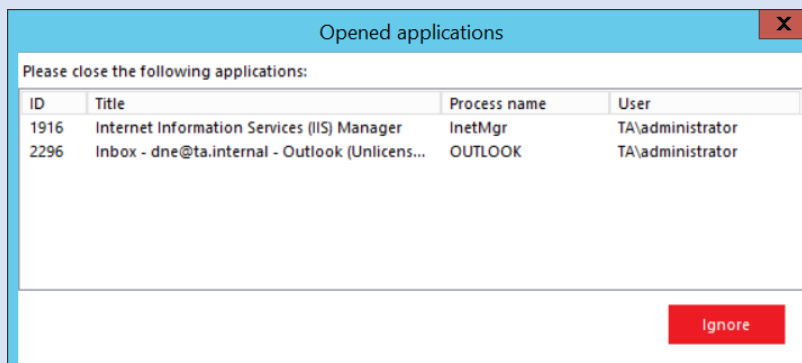 Opened applications
X
Please close the following applications:
ID Title Process name User
1916 Internet Information Services (IIS) Manager InetMgr TA\administrator
2296 Inbox - dne@ta.internal - Outlook (Unlicens... OUTLOOK TA\administrator
Ignore